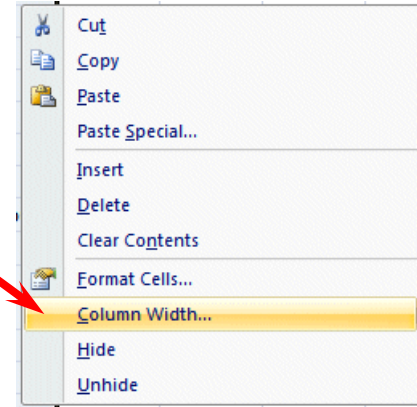 Cut
Copy
Paste
Paste Special...
Insert
Delete
Clear Contents
Format Cells...
Column Width...
Hide
Unhide